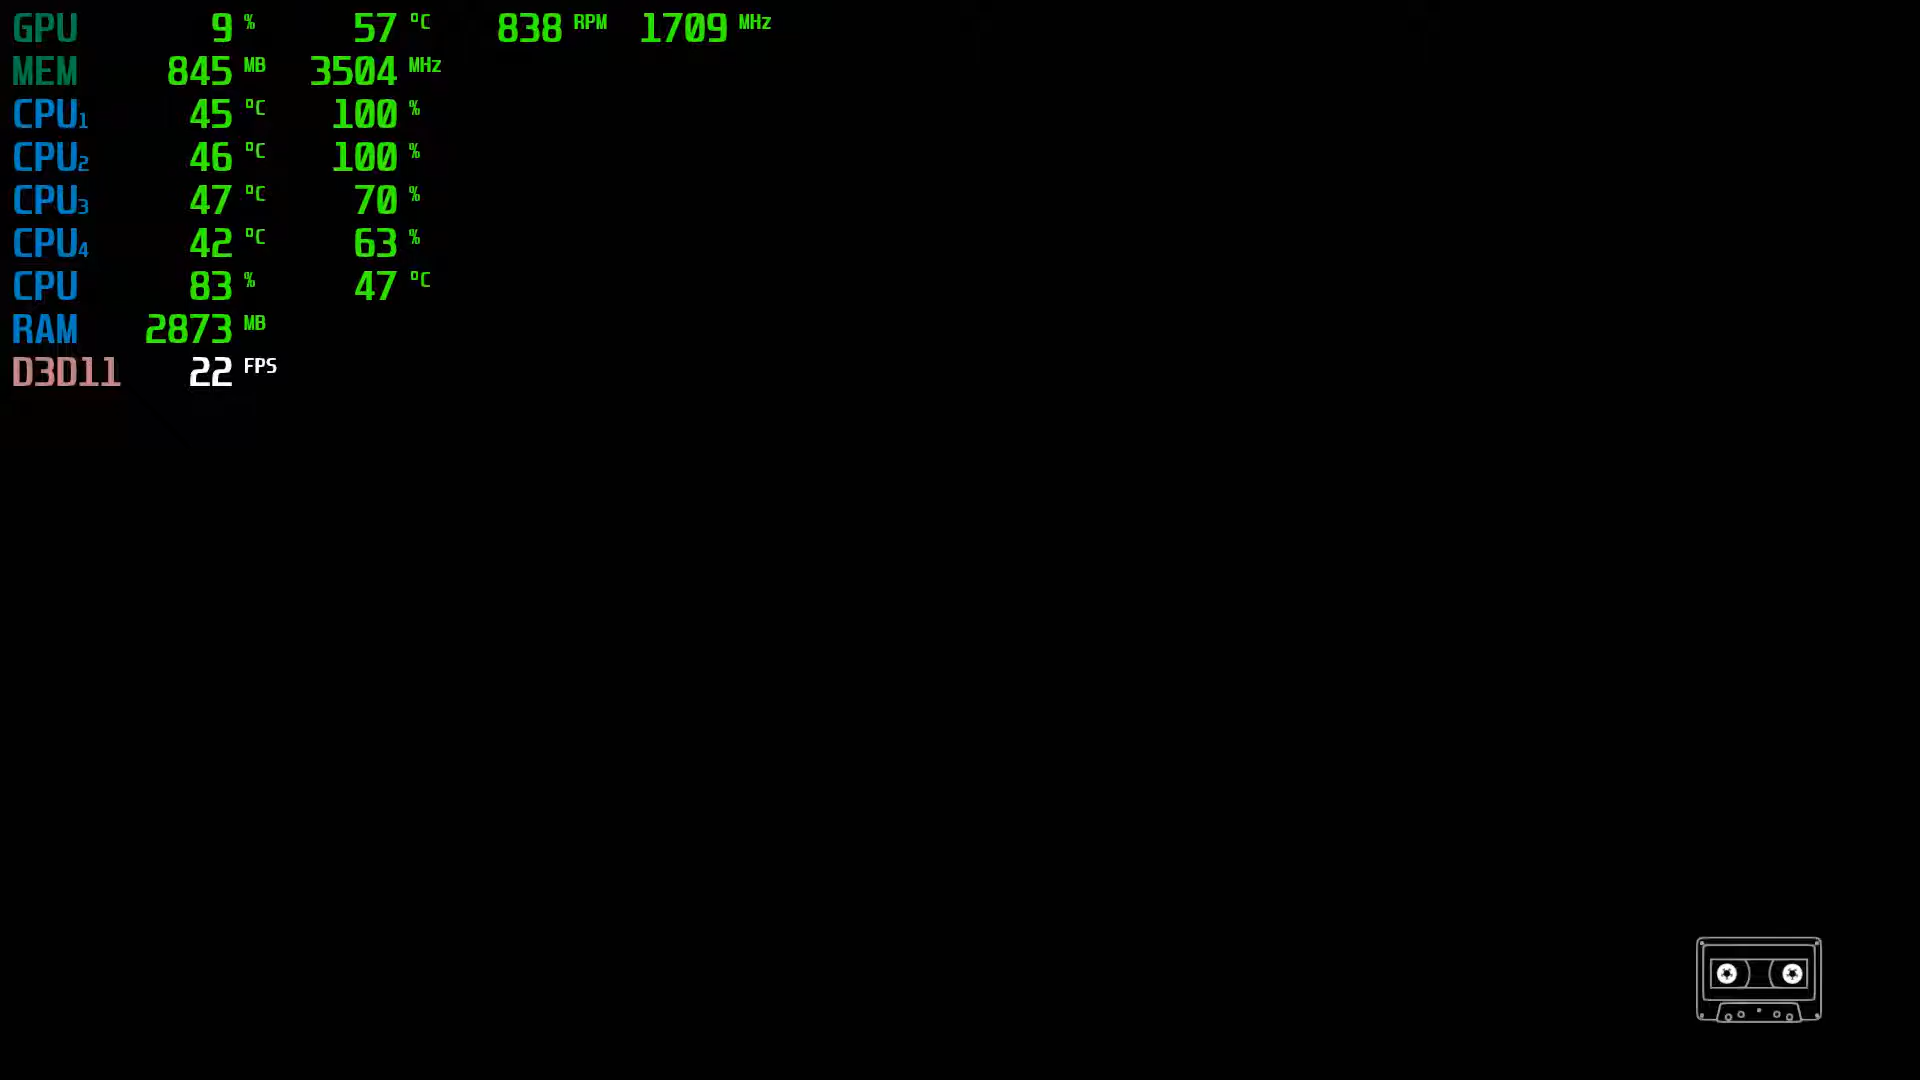 GPU 9 % 57 °C 838 RPM 1709 MHz
MEM 845 MB 3504 MHz
CPU1 45 °C 100 %
CPU2 46 °C 100 %
CPU3 47 °C 70 %
CPU4 42 °C 63 %
CPU 83 % 47 °C
RAM 2873 MB
D3D11 22 FPS